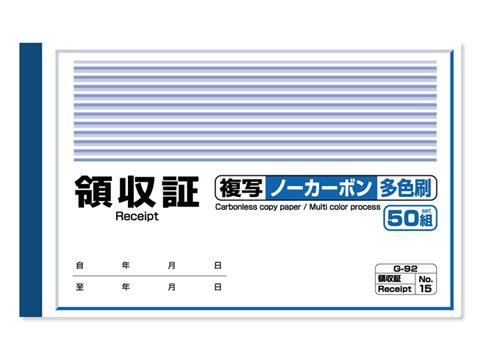 領収証
Receipt
複写 ノーカーボン 多色刷
Carbonless copy paper / Multi color process
50組 set
自 年 月 日
至 年 月 日
G-92
領収証 No.
Receipt 15